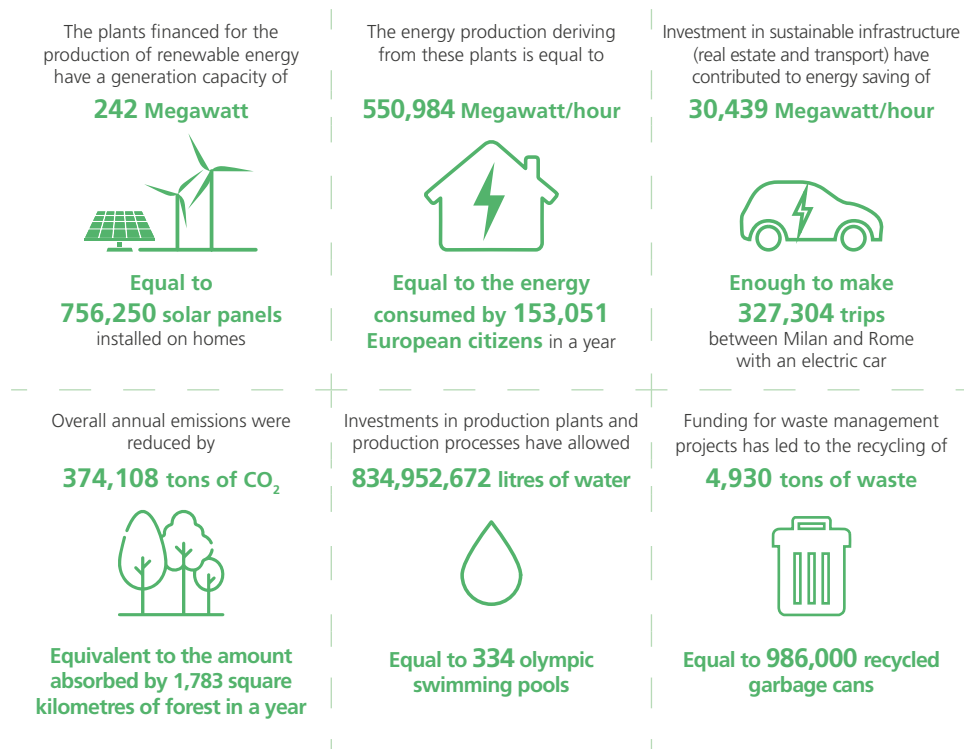 The plants financed for the
production of renewable energy
have a generation capacity of
242 Megawatt
Equal to
756,250 solar panels
installed on homes
The energy production deriving
from these plants is equal to
550,984 Megawatt/hour
Equal to the energy
consumed by 153,051
European citizens in a year
Investment in sustainable infrastructure
(real estate and transport) have
contributed to energy saving of
30,439 Megawatt/hour
Enough to make
327,304 trips
between Milan and Rome
with an electric car
Overall annual emissions were
reduced by
374,108 tons of CO₂
Equivalent to the amount
absorbed by 1,783 square
kilometres of forest in a year
Investments in production plants and
production processes have allowed
834,952,672 litres of water
Equal to 334 olympic
swimming pools
Funding for waste management
projects has led to the recycling of
4,930 tons of waste
Equal to 986,000 recycled
garbage cans